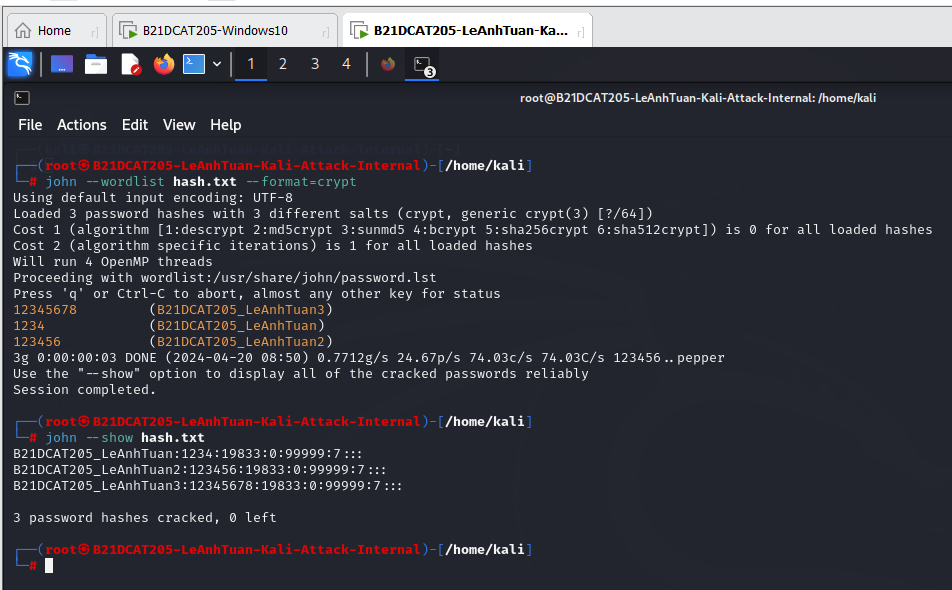 Home
B21DCAT205-Windows10
B21DCAT205-LeAnhTuan-Ka...
1 2 3 4
3
root@B21DCAT205-LeAnhTuan-Kali-Attack-Internal: /home/kali
File Actions Edit View Help
┌──(root㉿B21DCAT205-LeAnhTuan-Kali-Attack-Internal)-[/home/kali]
└─# john --wordlist hash.txt --format=crypt
Using default input encoding: UTF-8
Loaded 3 password hashes with 3 different salts (crypt, generic crypt(3) [?/64])
Cost 1 (algorithm [1:descrypt 2:md5crypt 3:sunmd5 4:bcrypt 5:sha256crypt 6:sha512crypt]) is 0 for all loaded hashes
Cost 2 (algorithm specific iterations) is 1 for all loaded hashes
Will run 4 OpenMP threads
Proceeding with wordlist:/usr/share/john/password.lst
Press 'q' or Ctrl-C to abort, almost any other key for status
12345678         (B21DCAT205_LeAnhTuan3)
1234             (B21DCAT205_LeAnhTuan)
123456           (B21DCAT205_LeAnhTuan2)
3g 0:00:00:03 DONE (2024-04-20 08:50) 0.7712g/s 24.67p/s 74.03c/s 74.03C/s 123456..pepper
Use the "--show" option to display all of the cracked passwords reliably
Session completed.
┌──(root㉿B21DCAT205-LeAnhTuan-Kali-Attack-Internal)-[/home/kali]
└─# john --show hash.txt
B21DCAT205_LeAnhTuan:1234:19833:0:99999:7:::
B21DCAT205_LeAnhTuan2:123456:19833:0:99999:7:::
B21DCAT205_LeAnhTuan3:12345678:19833:0:99999:7:::
3 password hashes cracked, 0 left
┌──(root㉿B21DCAT205-LeAnhTuan-Kali-Attack-Internal)-[/home/kali]
└─#